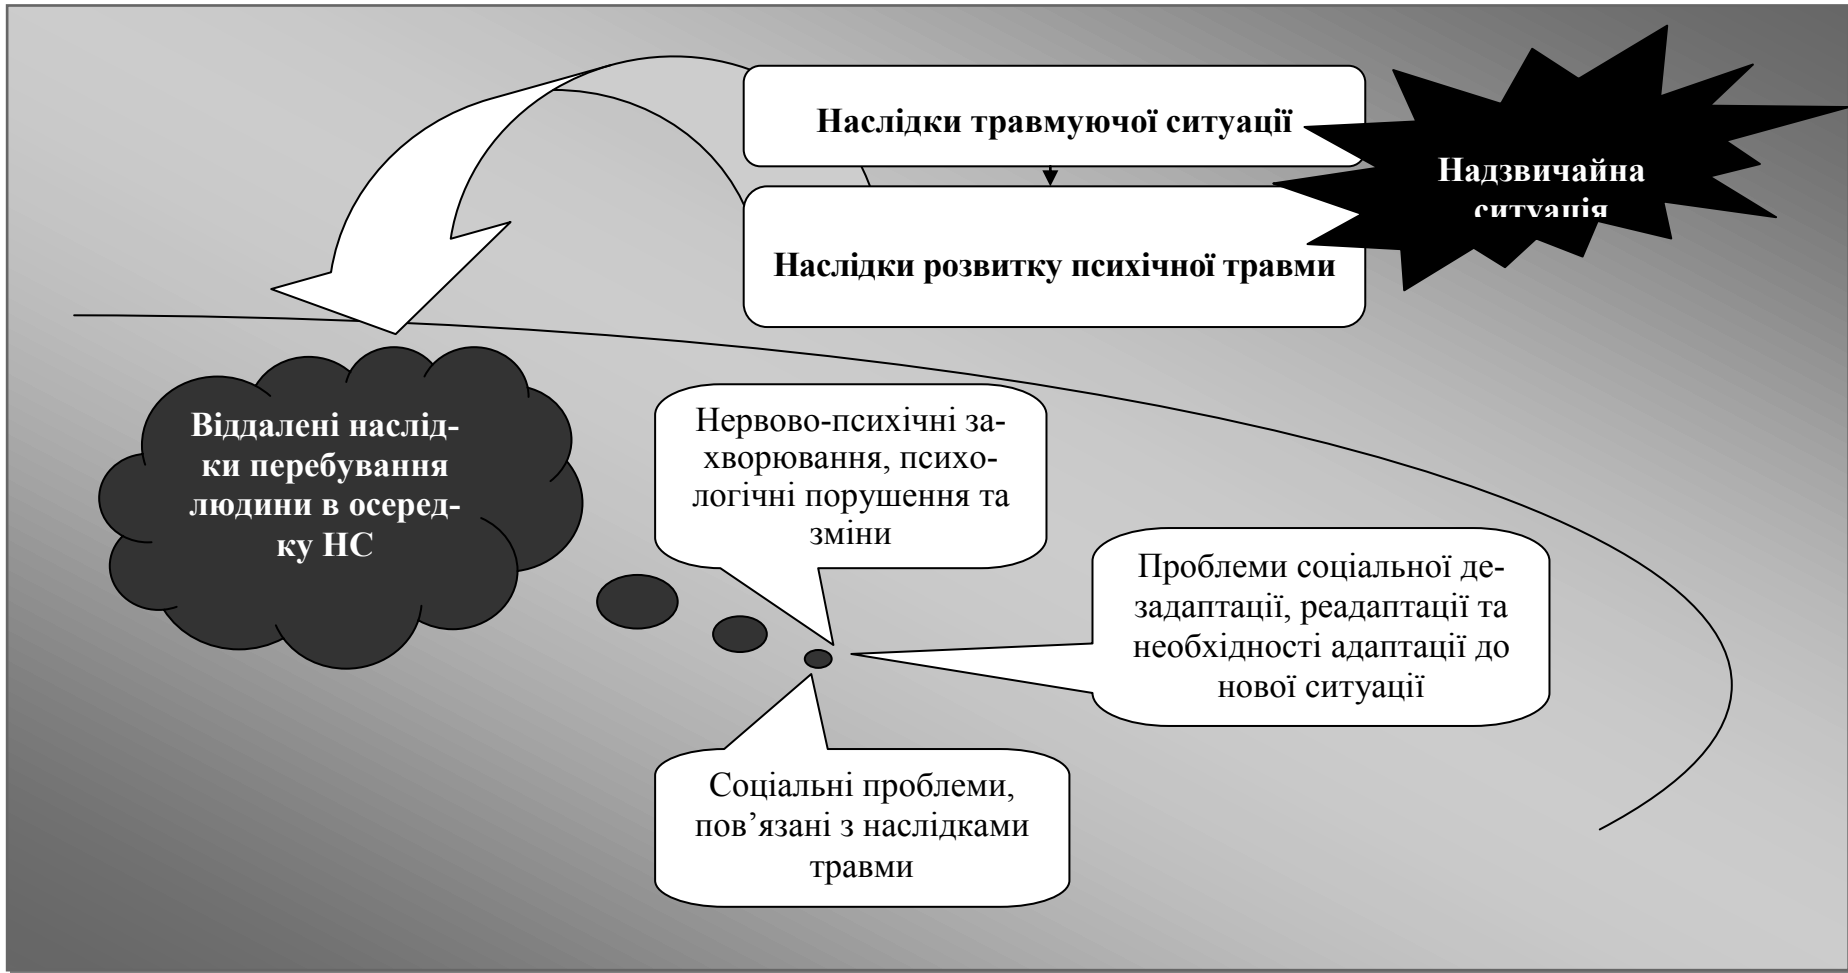 Наслідки травмуючої ситуації
Надзвичайна
ситуація
Наслідки розвитку психічної травми
Віддалені наслід-
ки перебування
людини в осеред-
ку НС
Нервово-психічні за-
хворювання, психо-
логічні порушення та
зміни
Проблеми соціальної де-
задаптації, реадаптації та
необхідності адаптації до
нової ситуації
Соціальні проблеми,
пов’язані з наслідками
травми